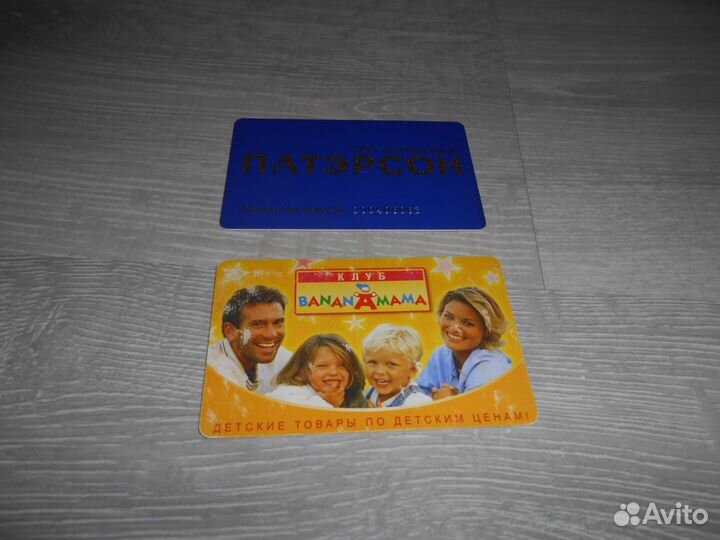 ПАТЭРСОН
КЛУБ
BANANAMAMA
ДЕТСКИЕ ТОВАРЫ ПО ДЕТСКИМ ЦЕНАМ!
Avito